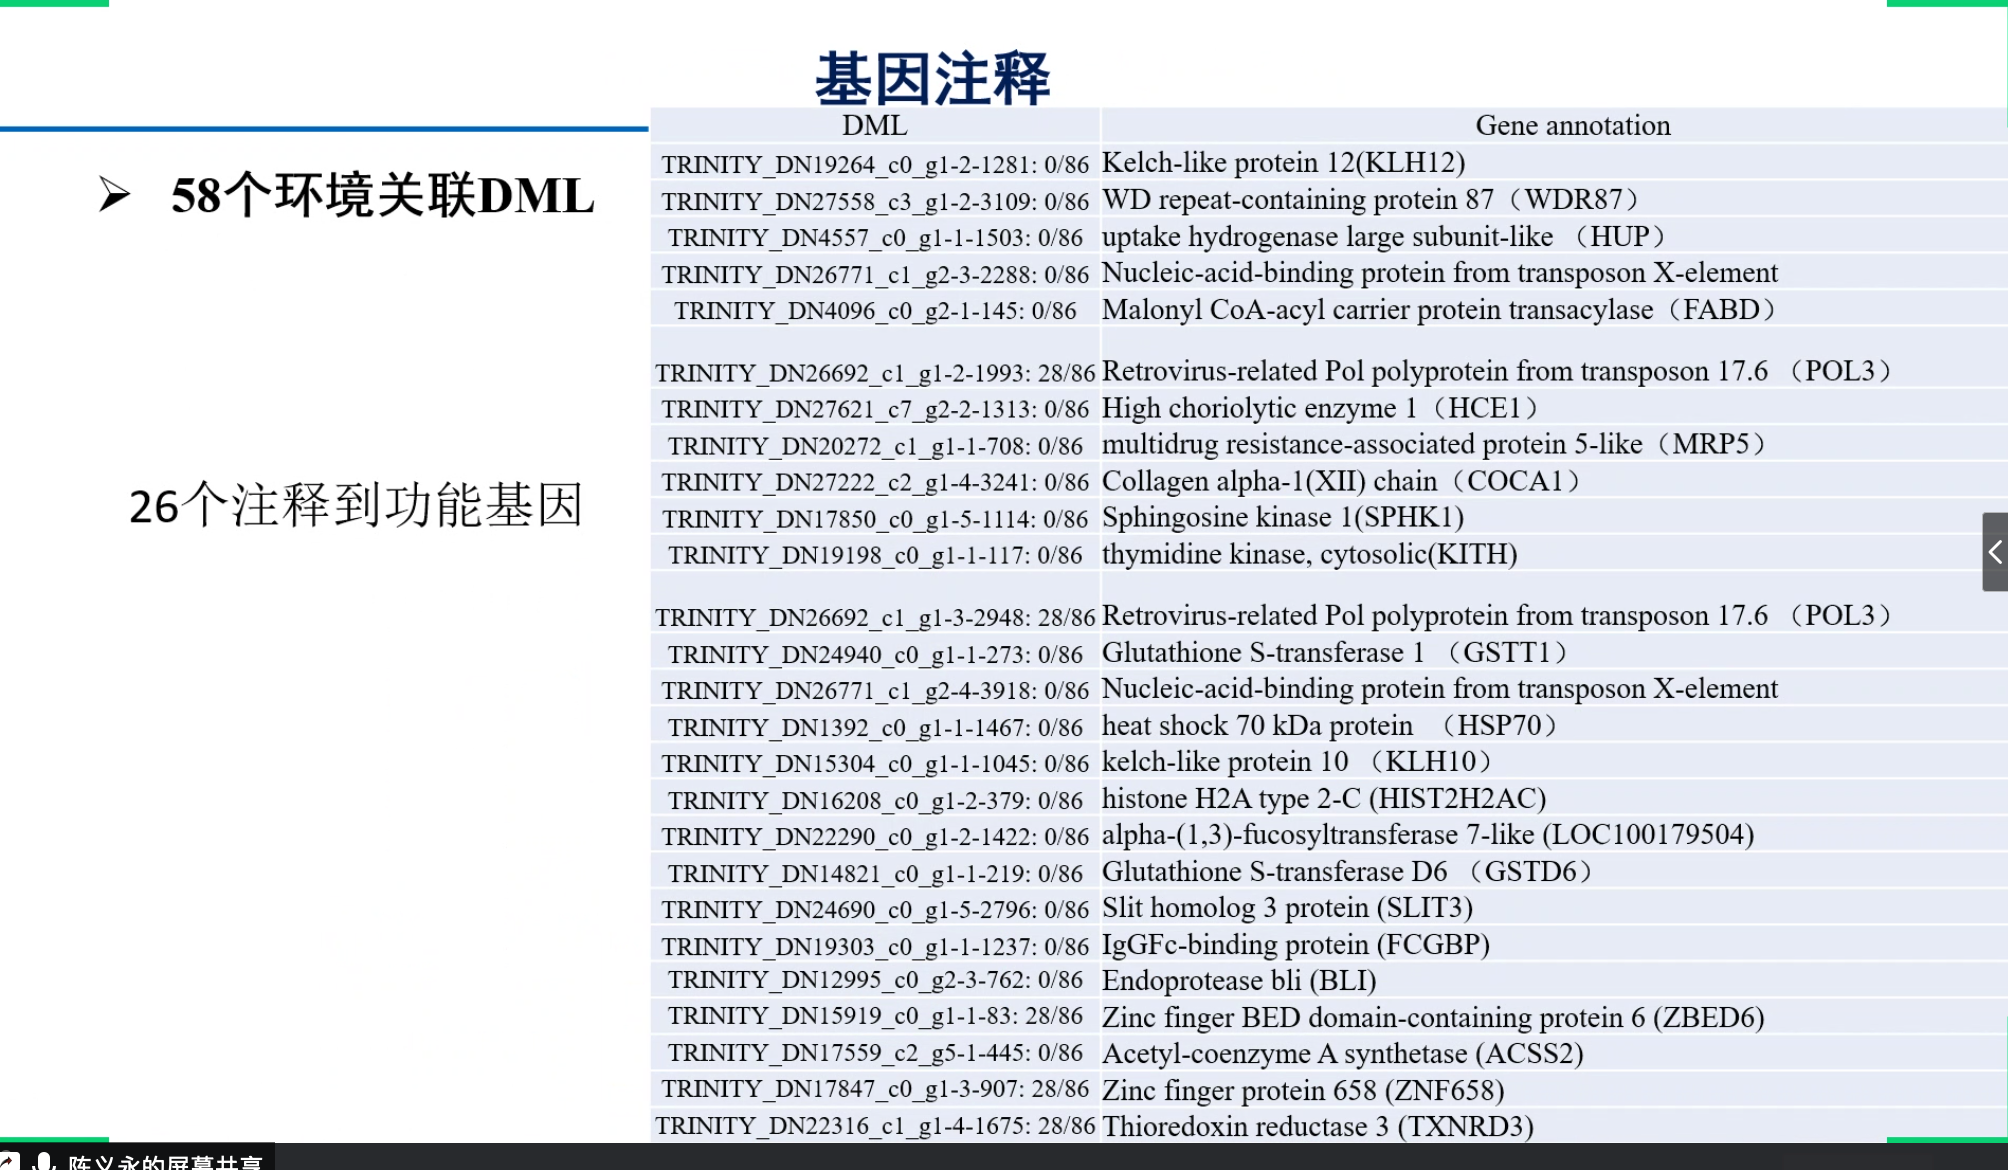 基因注释
58个环境关联DML
26个注释到功能基因
DML Gene annotation
TRINITY_DN19264_c0_g1-2-1281: 0/86 Kelch-like protein 12(KLH12)
TRINITY_DN27558_c3_g1-2-3109: 0/86 WD repeat-containing protein 87（WDR87）
TRINITY_DN4557_c0_g1-1-1503: 0/86 uptake hydrogenase large subunit-like （HUP）
TRINITY_DN26771_c1_g2-3-2288: 0/86 Nucleic-acid-binding protein from transposon X-element
TRINITY_DN4096_c0_g2-1-145: 0/86 Malonyl CoA-acyl carrier protein transacylase（FABD）
TRINITY_DN26692_c1_g1-2-1993: 28/86 Retrovirus-related Pol polyprotein from transposon 17.6 （POL3）
TRINITY_DN27621_c7_g2-2-1313: 0/86 High choriolytic enzyme 1（HCE1）
TRINITY_DN20272_c1_g1-1-708: 0/86 multidrug resistance-associated protein 5-like（MRP5）
TRINITY_DN27222_c2_g1-4-3241: 0/86 Collagen alpha-1(XII) chain（COCA1）
TRINITY_DN17850_c0_g1-5-1114: 0/86 Sphingosine kinase 1(SPHK1)
TRINITY_DN19198_c0_g1-1-117: 0/86 thymidine kinase, cytosolic(KITH)
TRINITY_DN26692_c1_g1-3-2948: 28/86 Retrovirus-related Pol polyprotein from transposon 17.6 （POL3）
TRINITY_DN24940_c0_g1-1-273: 0/86 Glutathione S-transferase 1 （GSTT1）
TRINITY_DN26771_c1_g2-4-3918: 0/86 Nucleic-acid-binding protein from transposon X-element
TRINITY_DN1392_c0_g1-1-1467: 0/86 heat shock 70 kDa protein （HSP70）
TRINITY_DN15304_c0_g1-1-1045: 0/86 kelch-like protein 10 （KLH10）
TRINITY_DN16208_c0_g1-2-379: 0/86 histone H2A type 2-C (HIST2H2AC)
TRINITY_DN22290_c0_g1-2-1422: 0/86 alpha-(1,3)-fucosyltransferase 7-like (LOC100179504)
TRINITY_DN14821_c0_g1-1-219: 0/86 Glutathione S-transferase D6 （GSTD6）
TRINITY_DN24690_c0_g1-5-2796: 0/86 Slit homolog 3 protein (SLIT3)
TRINITY_DN19303_c0_g1-1-1237: 0/86 IgGFc-binding protein (FCGBP)
TRINITY_DN12995_c0_g2-3-762: 0/86 Endoprotease bli (BLI)
TRINITY_DN15919_c0_g1-1-83: 28/86 Zinc finger BED domain-containing protein 6 (ZBED6)
TRINITY_DN17559_c2_g5-1-445: 0/86 Acetyl-coenzyme A synthetase (ACSS2)
TRINITY_DN17847_c0_g1-3-907: 28/86 Zinc finger protein 658 (ZNF658)
TRINITY_DN22316_c1_g1-4-1675: 28/86 Thioredoxin reductase 3 (TXNRD3)
陈义永的屏幕共享